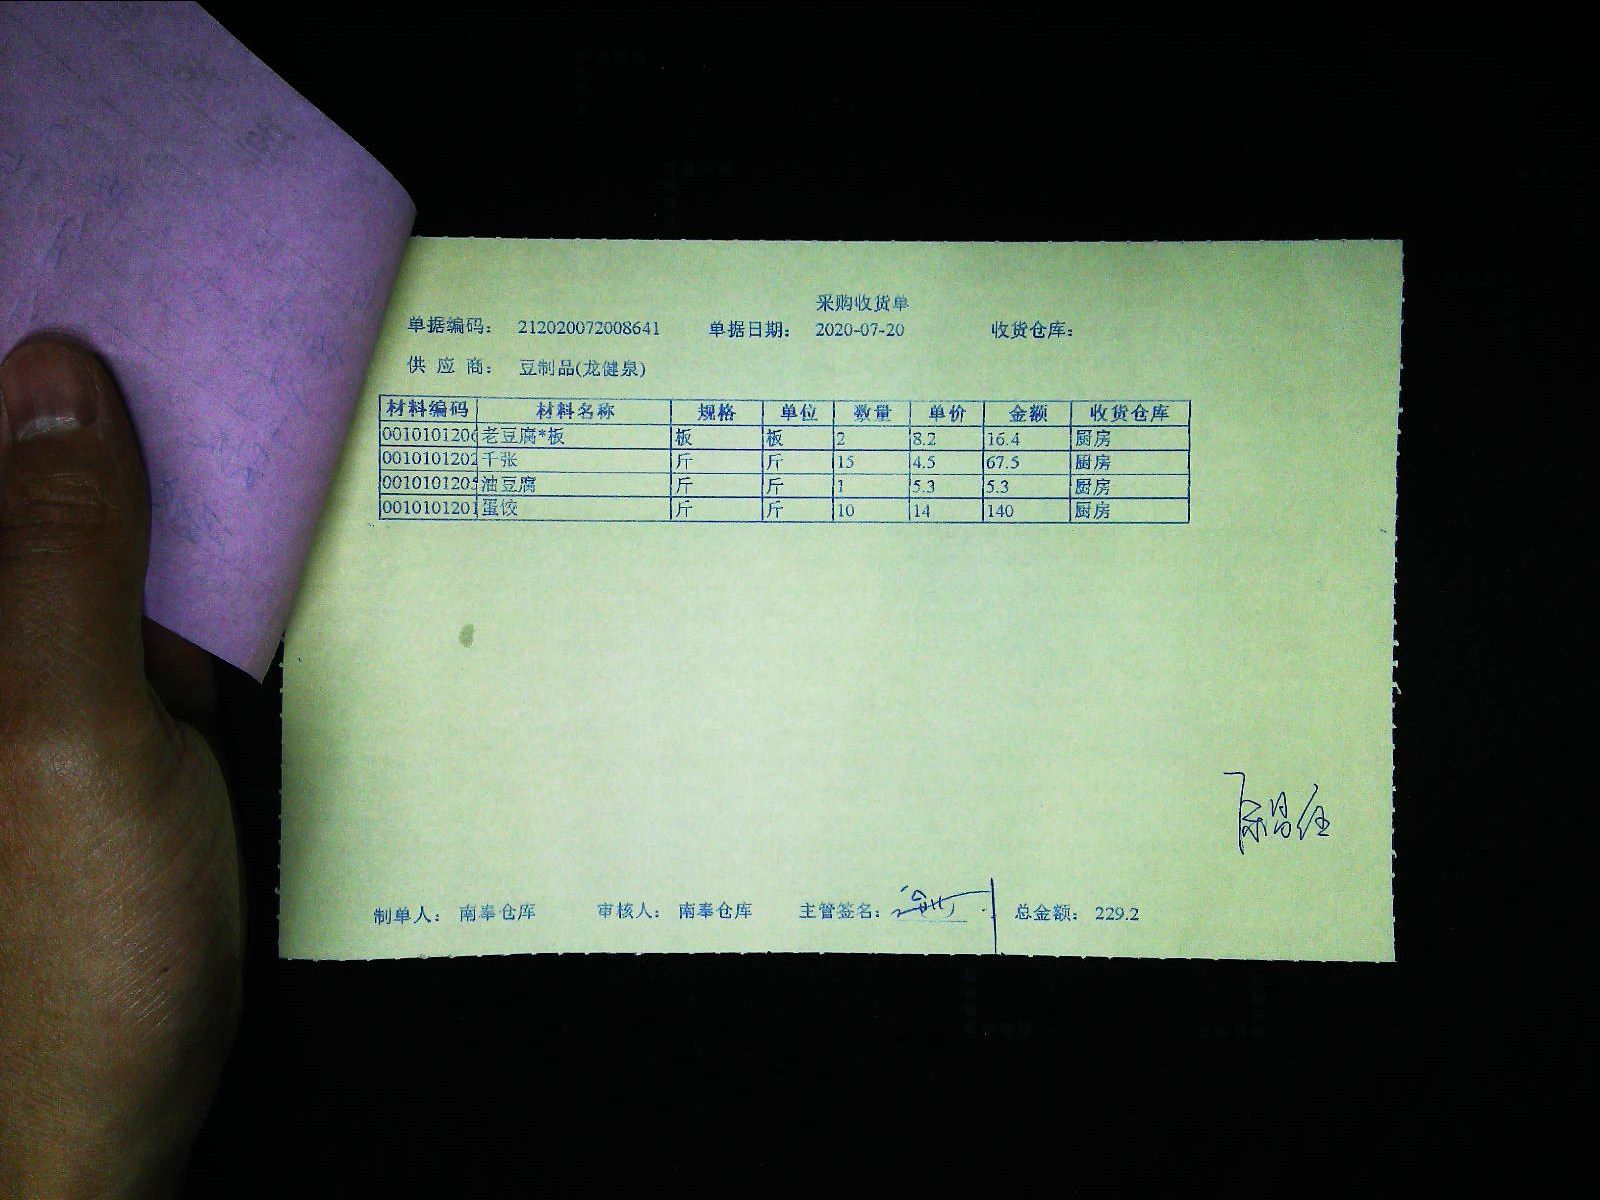 采购收货单
单据编码： 212020072008641 单据日期： 2020-07-20 收货仓库：
供 应 商： 豆制品(龙健泉)
材料编码 材料名称 规格 单位 数量 单价 金额 收货仓库
0010101206 老豆腐*板 板 板 2 8.2 16.4 厨房
0010101202 千张 斤 斤 15 4.5 67.5 厨房
0010101205 油豆腐 斤 斤 1 5.3 5.3 厨房
0010101201 蛋饺 斤 斤 10 14 140 厨房
制单人： 南奉仓库 审核人： 南奉仓库 主管签名： 总金额： 229.2